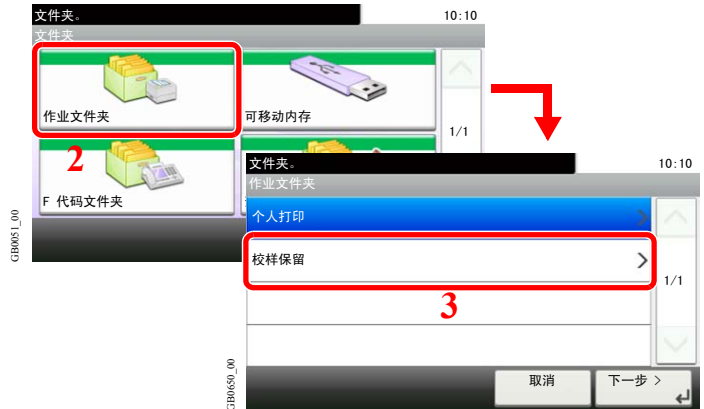 文件夹。
10:10
文件夹
作业文件夹
可移动内存
1/1
2
F 代码文件夹
GB0051_00
文件夹。
10:10
作业文件夹
个人打印
校样保留
1/1
3
取消
下一步 >
GB0650_00